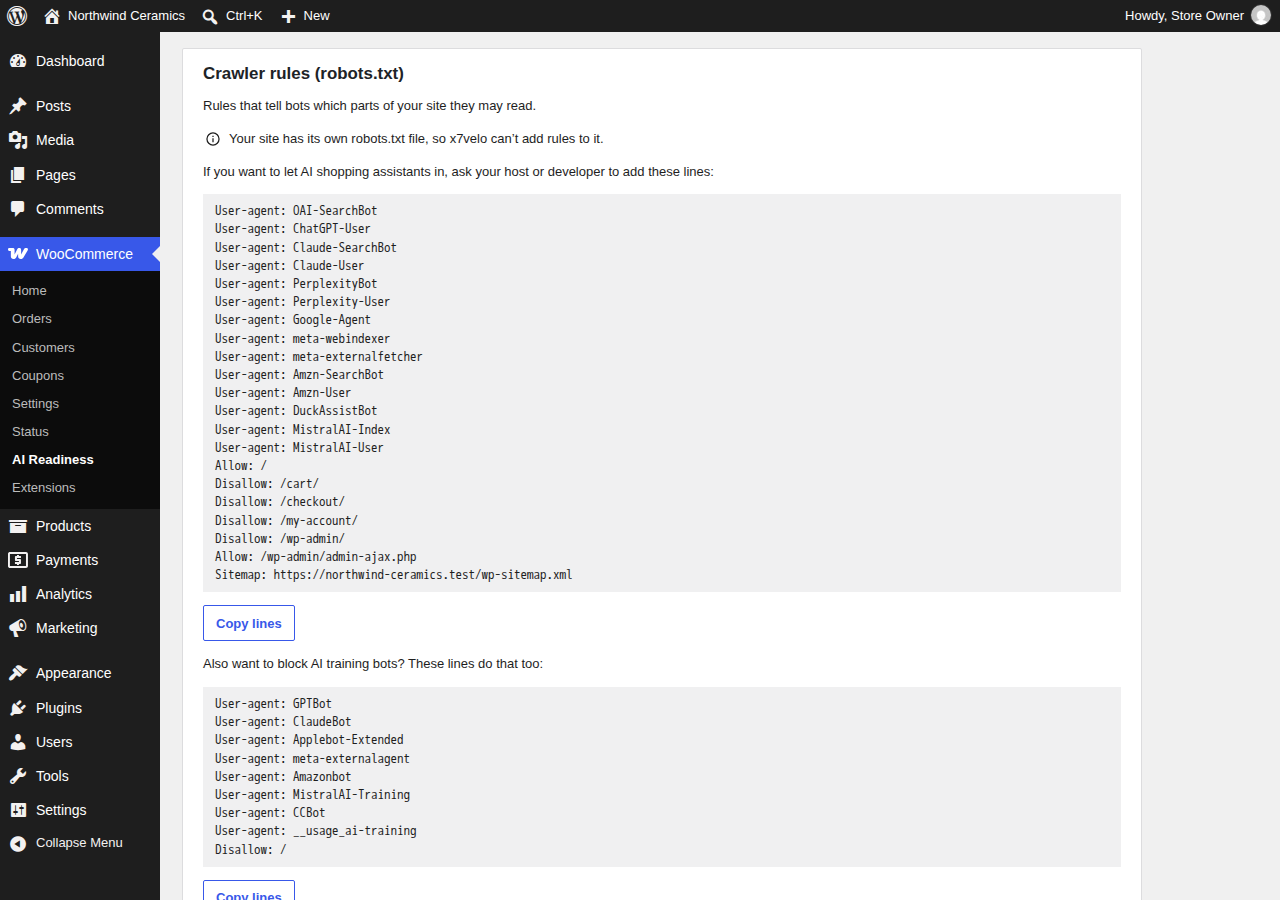 Northwind Ceramics Ctrl+K New Howdy, Store Owner
Dashboard
Posts
Media
Pages
Comments
WooCommerce
Home
Orders
Customers
Coupons
Settings
Status
AI Readiness
Extensions
Products
Payments
Analytics
Marketing
Appearance
Plugins
Users
Tools
Settings
Collapse Menu
Crawler rules (robots.txt)
Rules that tell bots which parts of your site they may read.
Your site has its own robots.txt file, so x7velo can’t add rules to it.
If you want to let AI shopping assistants in, ask your host or developer to add these lines:
User-agent: OAI-SearchBot
User-agent: ChatGPT-User
User-agent: Claude-SearchBot
User-agent: Claude-User
User-agent: PerplexityBot
User-agent: Perplexity-User
User-agent: Google-Agent
User-agent: meta-webindexer
User-agent: meta-externalfetcher
User-agent: Amzn-SearchBot
User-agent: Amzn-User
User-agent: DuckAssistBot
User-agent: MistralAI-Index
User-agent: MistralAI-User
Allow: /
Disallow: /cart/
Disallow: /checkout/
Disallow: /my-account/
Disallow: /wp-admin/
Allow: /wp-admin/admin-ajax.php
Sitemap: https://northwind-ceramics.test/wp-sitemap.xml
Copy lines
Also want to block AI training bots? These lines do that too:
User-agent: GPTBot
User-agent: ClaudeBot
User-agent: Applebot-Extended
User-agent: meta-externalagent
User-agent: Amazonbot
User-agent: MistralAI-Training
User-agent: CCBot
User-agent: __usage_ai-training
Disallow: /
Copy lines